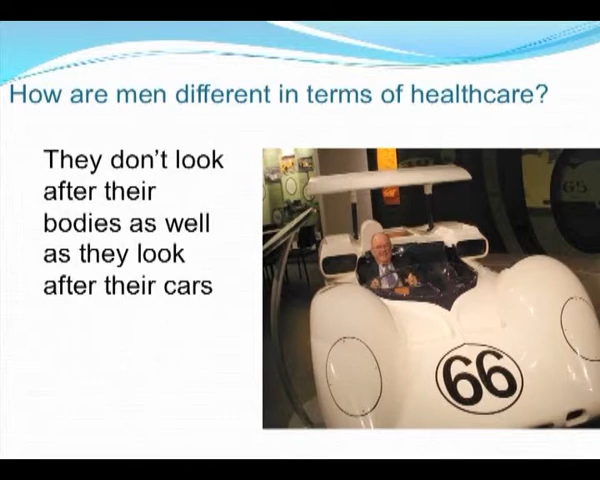 How are men different in terms of healthcare?
They don't look
after their
bodies as well
as they look
after their cars
66
65